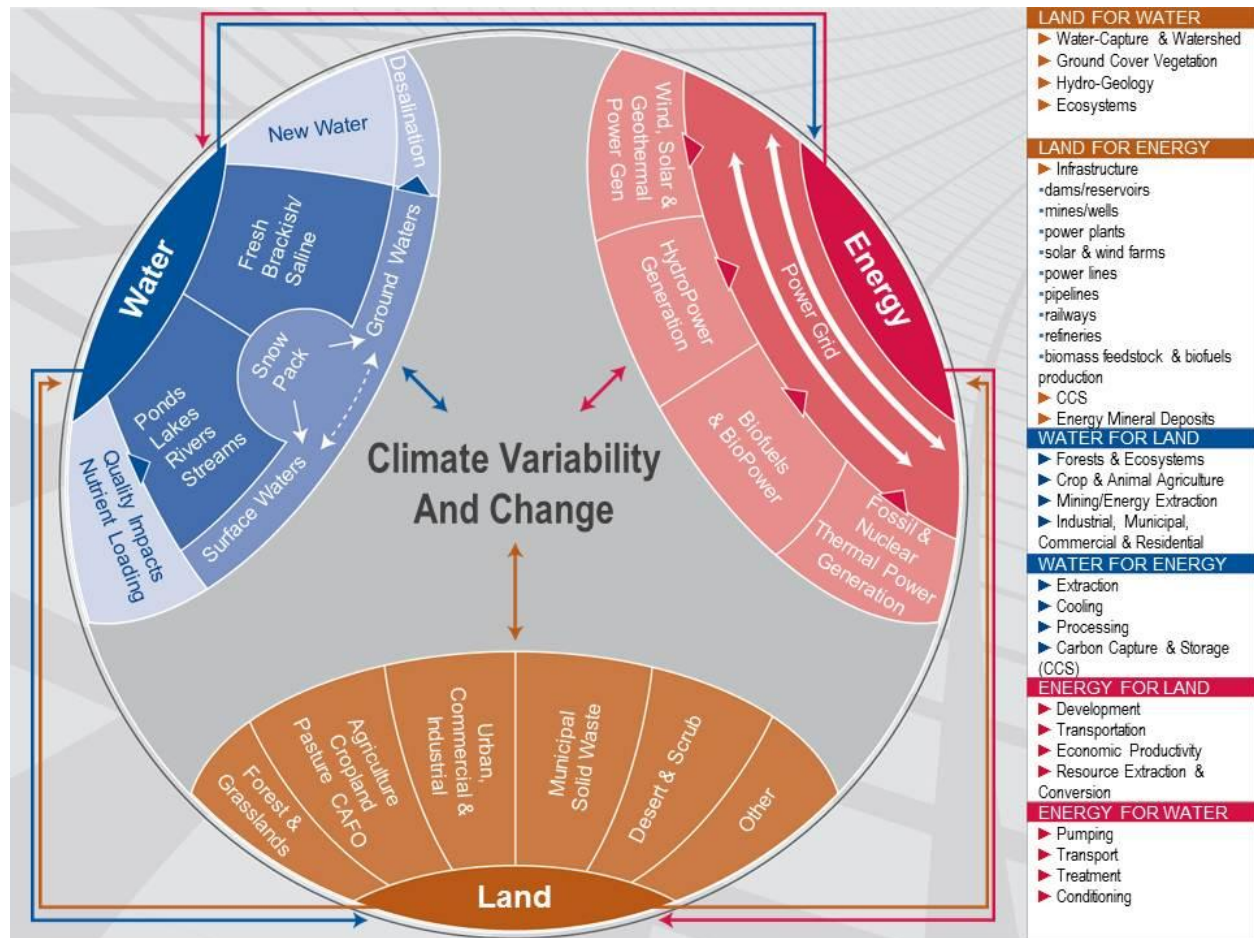 New Water
Desalination
Water
Fresh
Brackish/
Saline
Ground Waters
Snow
Pack
Ponds
Lakes
Rivers
Streams
Surface Waters
Quality Impacts
Nutrient Loading
Wind, Solar &
Geothermal
Power Gen
HydroPower
Generation
Biofuels
& BioPower
Fossil &
Nuclear
Thermal Power
Generation
Power Grid
Energy
Climate Variability
And Change
Forest &
Grasslands
Agriculture
Cropland
Pasture CAFO
Urban,
Commercial &
Industrial
Municipal
Solid Waste
Desert & Scrub
Other
Land
LAND FOR WATER
► Water-Capture & Watershed
► Ground Cover Vegetation
► Hydro-Geology
► Ecosystems
LAND FOR ENERGY
► Infrastructure
▪dams/reservoirs
▪mines/wells
▪power plants
▪solar & wind farms
▪power lines
▪pipelines
▪railways
▪refineries
▪biomass feedstock & biofuels
production
► CCS
► Energy Mineral Deposits
WATER FOR LAND
► Forests & Ecosystems
► Crop & Animal Agriculture
► Mining/Energy Extraction
► Industrial, Municipal,
Commercial & Residential
WATER FOR ENERGY
► Extraction
► Cooling
► Processing
► Carbon Capture & Storage
(CCS)
ENERGY FOR LAND
► Development
► Transportation
► Economic Productivity
► Resource Extraction &
Conversion
ENERGY FOR WATER
► Pumping
► Transport
► Treatment
► Conditioning